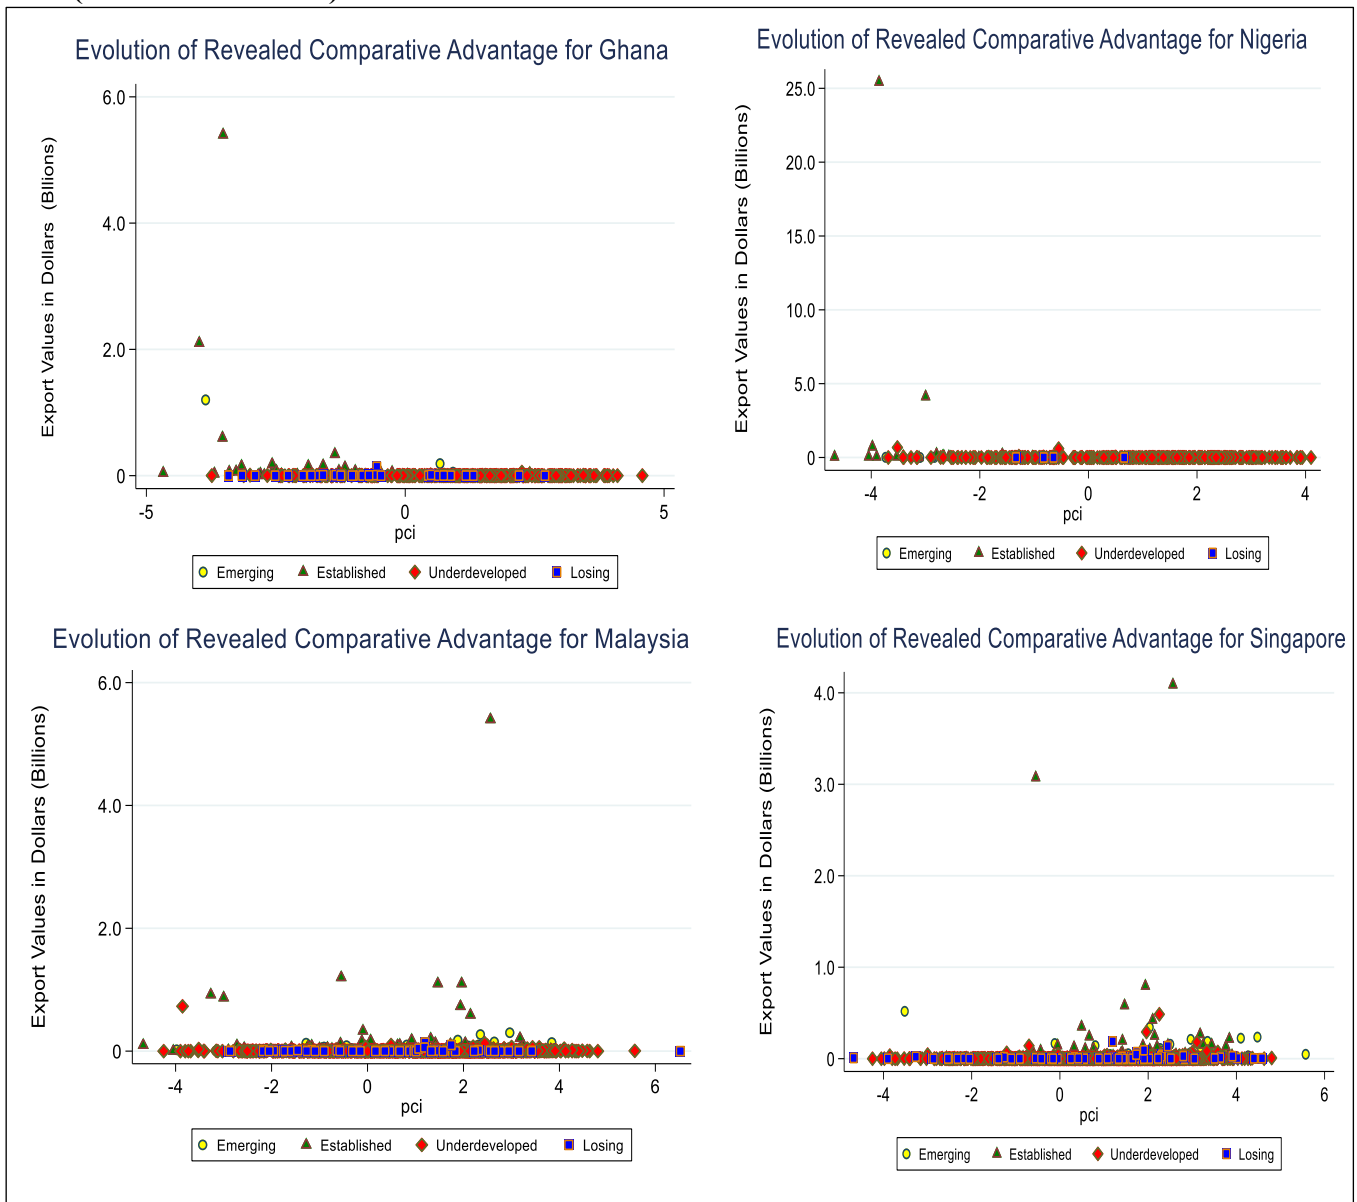 Evolution of Revealed Comparative Advantage for Ghana
Export Values in Dollars (BIlions)
6.0
4.0
2.0
0
-5 0 5
pci
Emerging Established Underdeveloped Losing
Evolution of Revealed Comparative Advantage for Nigeria
Export Values in Dollars (Billions)
25.0
20.0
15.0
10.0
5.0
0
-4 -2 0 2 4
pci
Emerging Established Underdeveloped Losing
Evolution of Revealed Comparative Advantage for Malaysia
Export Values in Dollars (Billions)
6.0
4.0
2.0
0
-4 -2 0 2 4 6
pci
Emerging Established Underdeveloped Losing
Evolution of Revealed Comparative Advantage for Singapore
Export Values in Dollars (Billions)
4.0
3.0
2.0
1.0
0
-4 -2 0 2 4 6
pci
Emerging Established Underdeveloped Losing